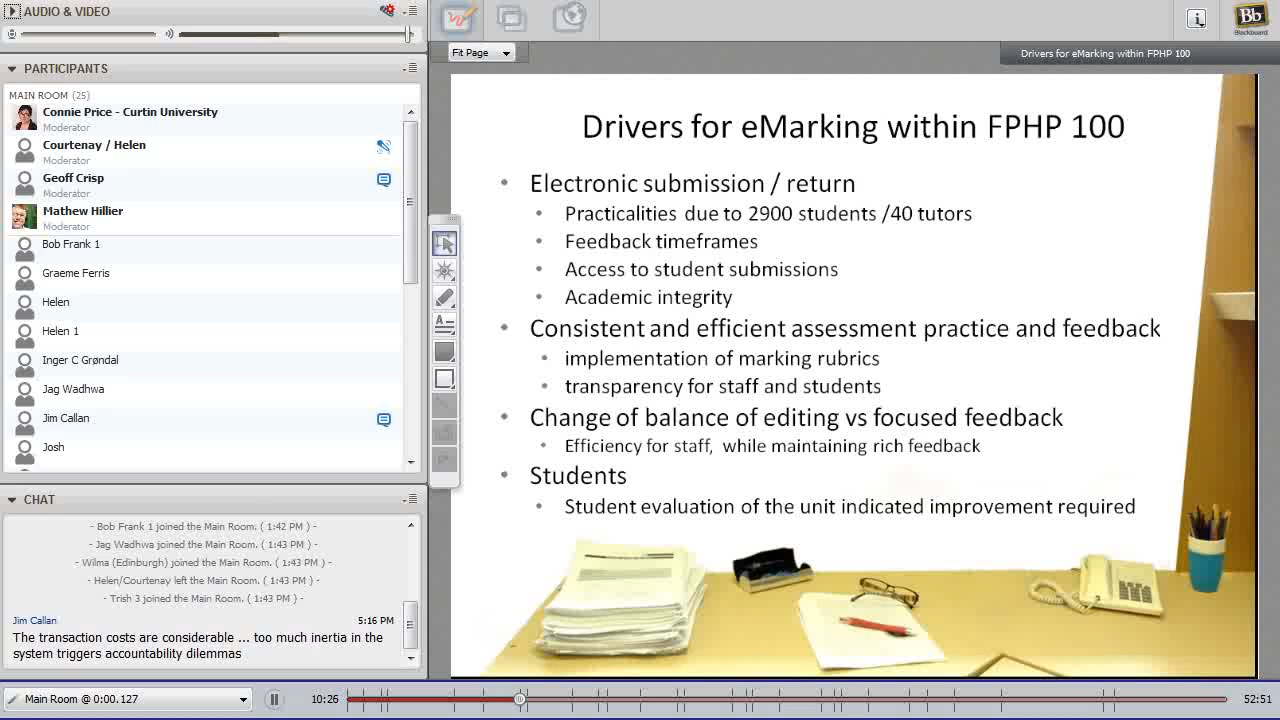 AUDIO & VIDEO
PARTICIPANTS
MAIN ROOM (25)
Connie Price - Curtin University
Moderator
Courtenay / Helen
Moderator
Geoff Crisp
Moderator
Mathew Hillier
Moderator
Bob Frank 1
Graeme Ferris
Helen
Helen 1
Inger C Grøndal
Jag Wadhwa
Jim Callan
Josh
CHAT
- Bob Frank 1 joined the Main Room. ( 1:42 PM ) -
- Jag Wadhwa joined the Main Room. ( 1:43 PM ) -
- Wilma (Edinburgh) joined the Main Room. ( 1:43 PM ) -
- Helen/Courtenay left the Main Room. ( 1:43 PM ) -
- Trish 3 joined the Main Room. ( 1:43 PM ) -
Jim Callan 5:16 PM
The transaction costs are considerable ... too much inertia in the
system triggers accountability dilemmas
Main Room @ 0:00.127
10:26
52:51
Fit Page
Bb
Blackboard
Drivers for eMarking within FPHP 100
Drivers for eMarking within FPHP 100
• Electronic submission / return
• Practicalities due to 2900 students /40 tutors
• Feedback timeframes
• Access to student submissions
• Academic integrity
• Consistent and efficient assessment practice and feedback
• implementation of marking rubrics
• transparency for staff and students
• Change of balance of editing vs focused feedback
• Efficiency for staff, while maintaining rich feedback
• Students
• Student evaluation of the unit indicated improvement required